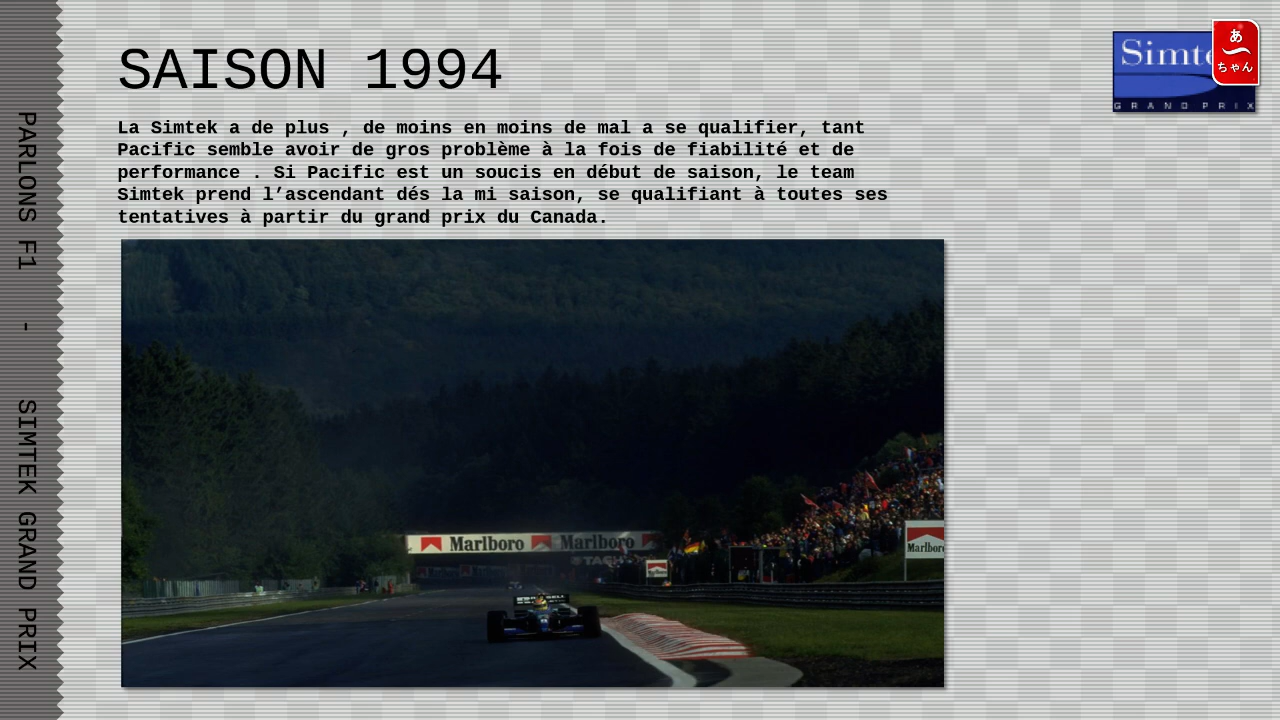 SAISON 1994
La Simtek a de plus , de moins en moins de mal a se qualifier, tant
Pacific semble avoir de gros problème à la fois de fiabilité et de
performance . Si Pacific est un soucis en début de saison, le team
Simtek prend l’ascendant dés la mi saison, se qualifiant à toutes ses
tentatives à partir du grand prix du Canada.
PARLONS F1 - SIMTEK GRAND PRIX
あ
ー
ちゃん
GRAND PRIX
Marlboro Marlboro
Marlboro